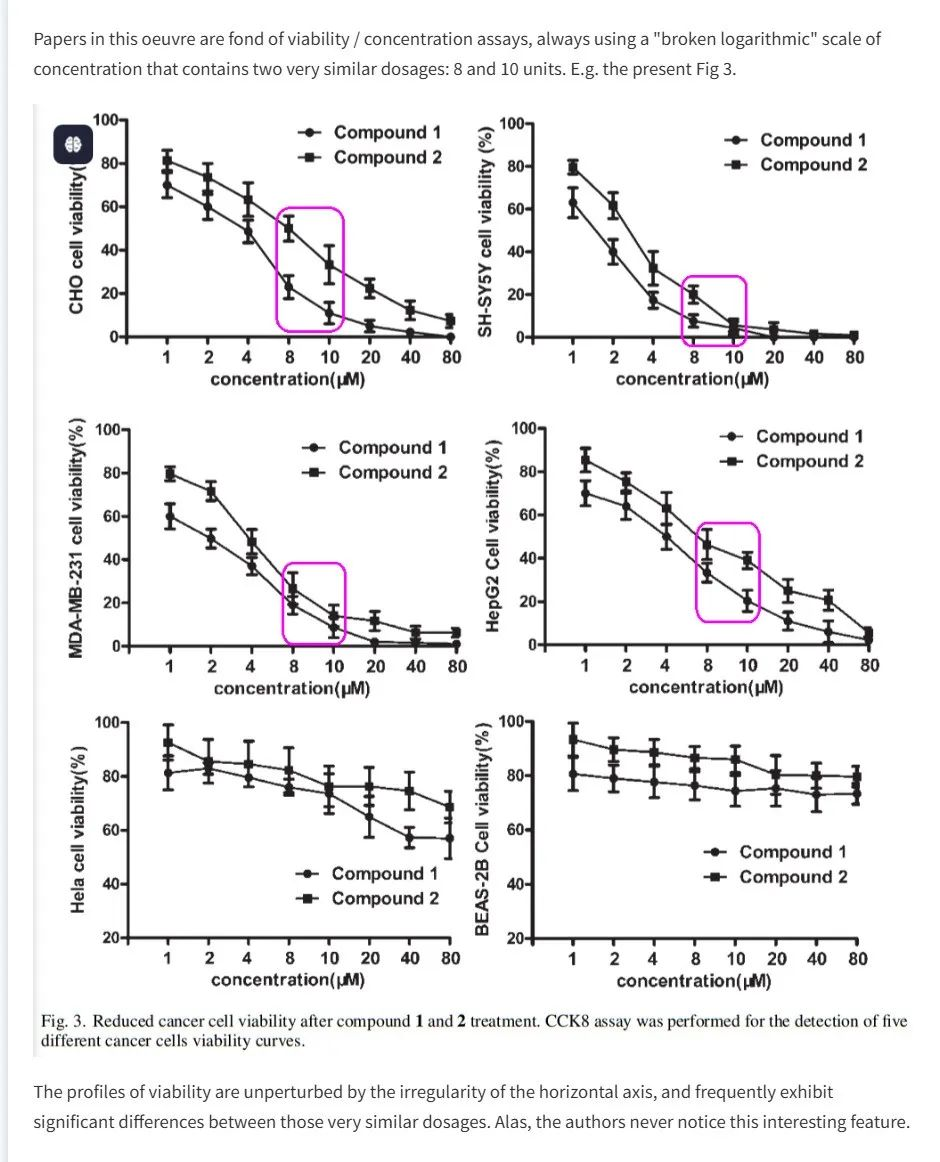 Papers in this oeuvre are fond of viability / concentration assays, always using a "broken logarithmic" scale of
concentration that contains two very similar dosages: 8 and 10 units. E.g. the present Fig 3.
CHO cell viability(
100
80
60
40
20
0
Compound 1
Compound 2
1 2 4 8 10 20 40 80
concentration(µM)
SH-SY5Y cell viability (%)
100
80
60
40
20
0
Compound 1
Compound 2
1 2 4 8 10 20 40 80
concentration(µM)
MDA-MB-231 cell viability(%)
100
80
60
40
20
0
Compound 1
Compound 2
1 2 4 8 10 20 40 80
concentration(µM)
HepG2 Cell viability(%)
100
80
60
40
20
0
Compound 1
Compound 2
1 2 4 8 10 20 40 80
concentration(µM)
Hela cell viability(%)
100
80
60
40
20
Compound 1
Compound 2
1 2 4 8 10 20 40 80
concentration(µM)
BEAS-2B Cell viability(%)
100
80
60
40
20
Compound 1
Compound 2
1 2 4 8 10 20 40 80
concentration(µM)
Fig. 3. Reduced cancer cell viability after compound 1 and 2 treatment. CCK8 assay was performed for the detection of five
different cancer cells viability curves.
The profiles of viability are unperturbed by the irregularity of the horizontal axis, and frequently exhibit
significant differences between those very similar dosages. Alas, the authors never notice this interesting feature.